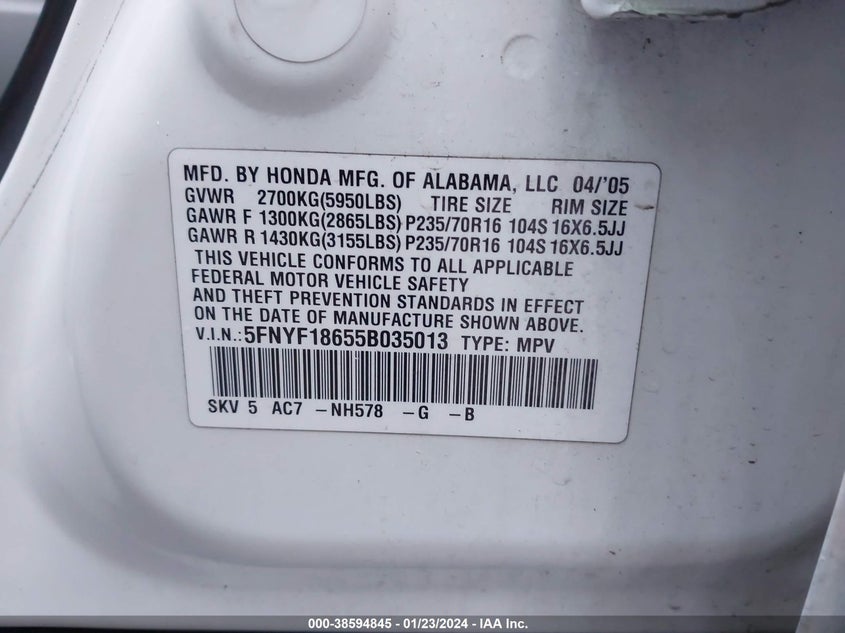 MFD. BY HONDA MFG. OF ALABAMA, LLC 04/'05
GVWR 2700KG(5950LBS) TIRE SIZE RIM SIZE
GAWR F 1300KG(2865LBS) P235/70R16 104S 16X6.5JJ
GAWR R 1430KG(3155LBS) P235/70R16 104S 16X6.5JJ
THIS VEHICLE CONFORMS TO ALL APPLICABLE
FEDERAL MOTOR VEHICLE SAFETY
AND THEFT PREVENTION STANDARDS IN EFFECT
ON THE DATE OF MANUFACTURE SHOWN ABOVE.
V.I.N.: 5FNYF18655B035013 TYPE: MPV
SKV 5 AC7 -NH578 -G -B
000-38594845 - 01/23/2024 - IAA Inc.